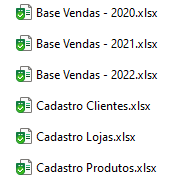 Base Vendas - 2020.xlsx
Base Vendas - 2021.xlsx
Base Vendas - 2022.xlsx
Cadastro Clientes.xlsx
Cadastro Lojas.xlsx
Cadastro Produtos.xlsx